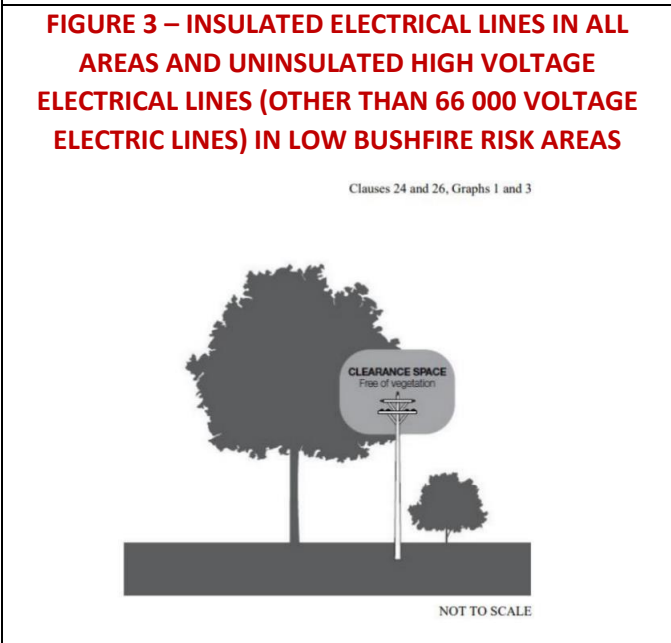 FIGURE 3 – INSULATED ELECTRICAL LINES IN ALL
AREAS AND UNINSULATED HIGH VOLTAGE
ELECTRICAL LINES (OTHER THAN 66 000 VOLTAGE
ELECTRIC LINES) IN LOW BUSHFIRE RISK AREAS
Clauses 24 and 26, Graphs 1 and 3
CLEARANCE SPACE
Free of vegetation
NOT TO SCALE